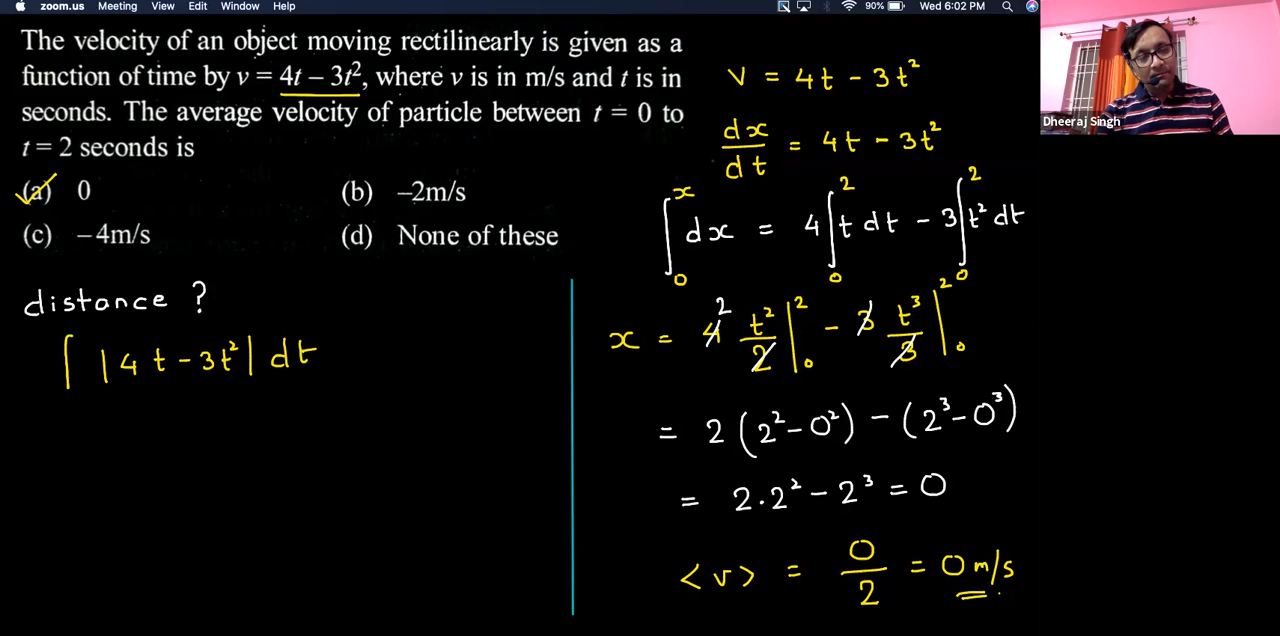 zoom.us Meeting View Edit Window Help 90% Wed 6:02 PM
The velocity of an object moving rectilinearly is given as a
function of time by v = 4t − 3t², where v is in m/s and t is in
seconds. The average velocity of particle between t = 0 to
t = 2 seconds is
(a) 0 (b) −2m/s
(c) −4m/s (d) None of these
distance ?
∫ |4t − 3t²| dt
v = 4t − 3t²
dx/dt = 4t − 3t²
∫₀ˣ dx = 4∫₀² t dt − 3∫₀² t² dt
x = 4² t²/2 |₀² − 3 t³/3 |₀²
= 2(2² − 0²) − (2³ − 0³)
= 2·2² − 2³ = 0
<v> = 0/2 = 0 m/s
Dheeraj Singh